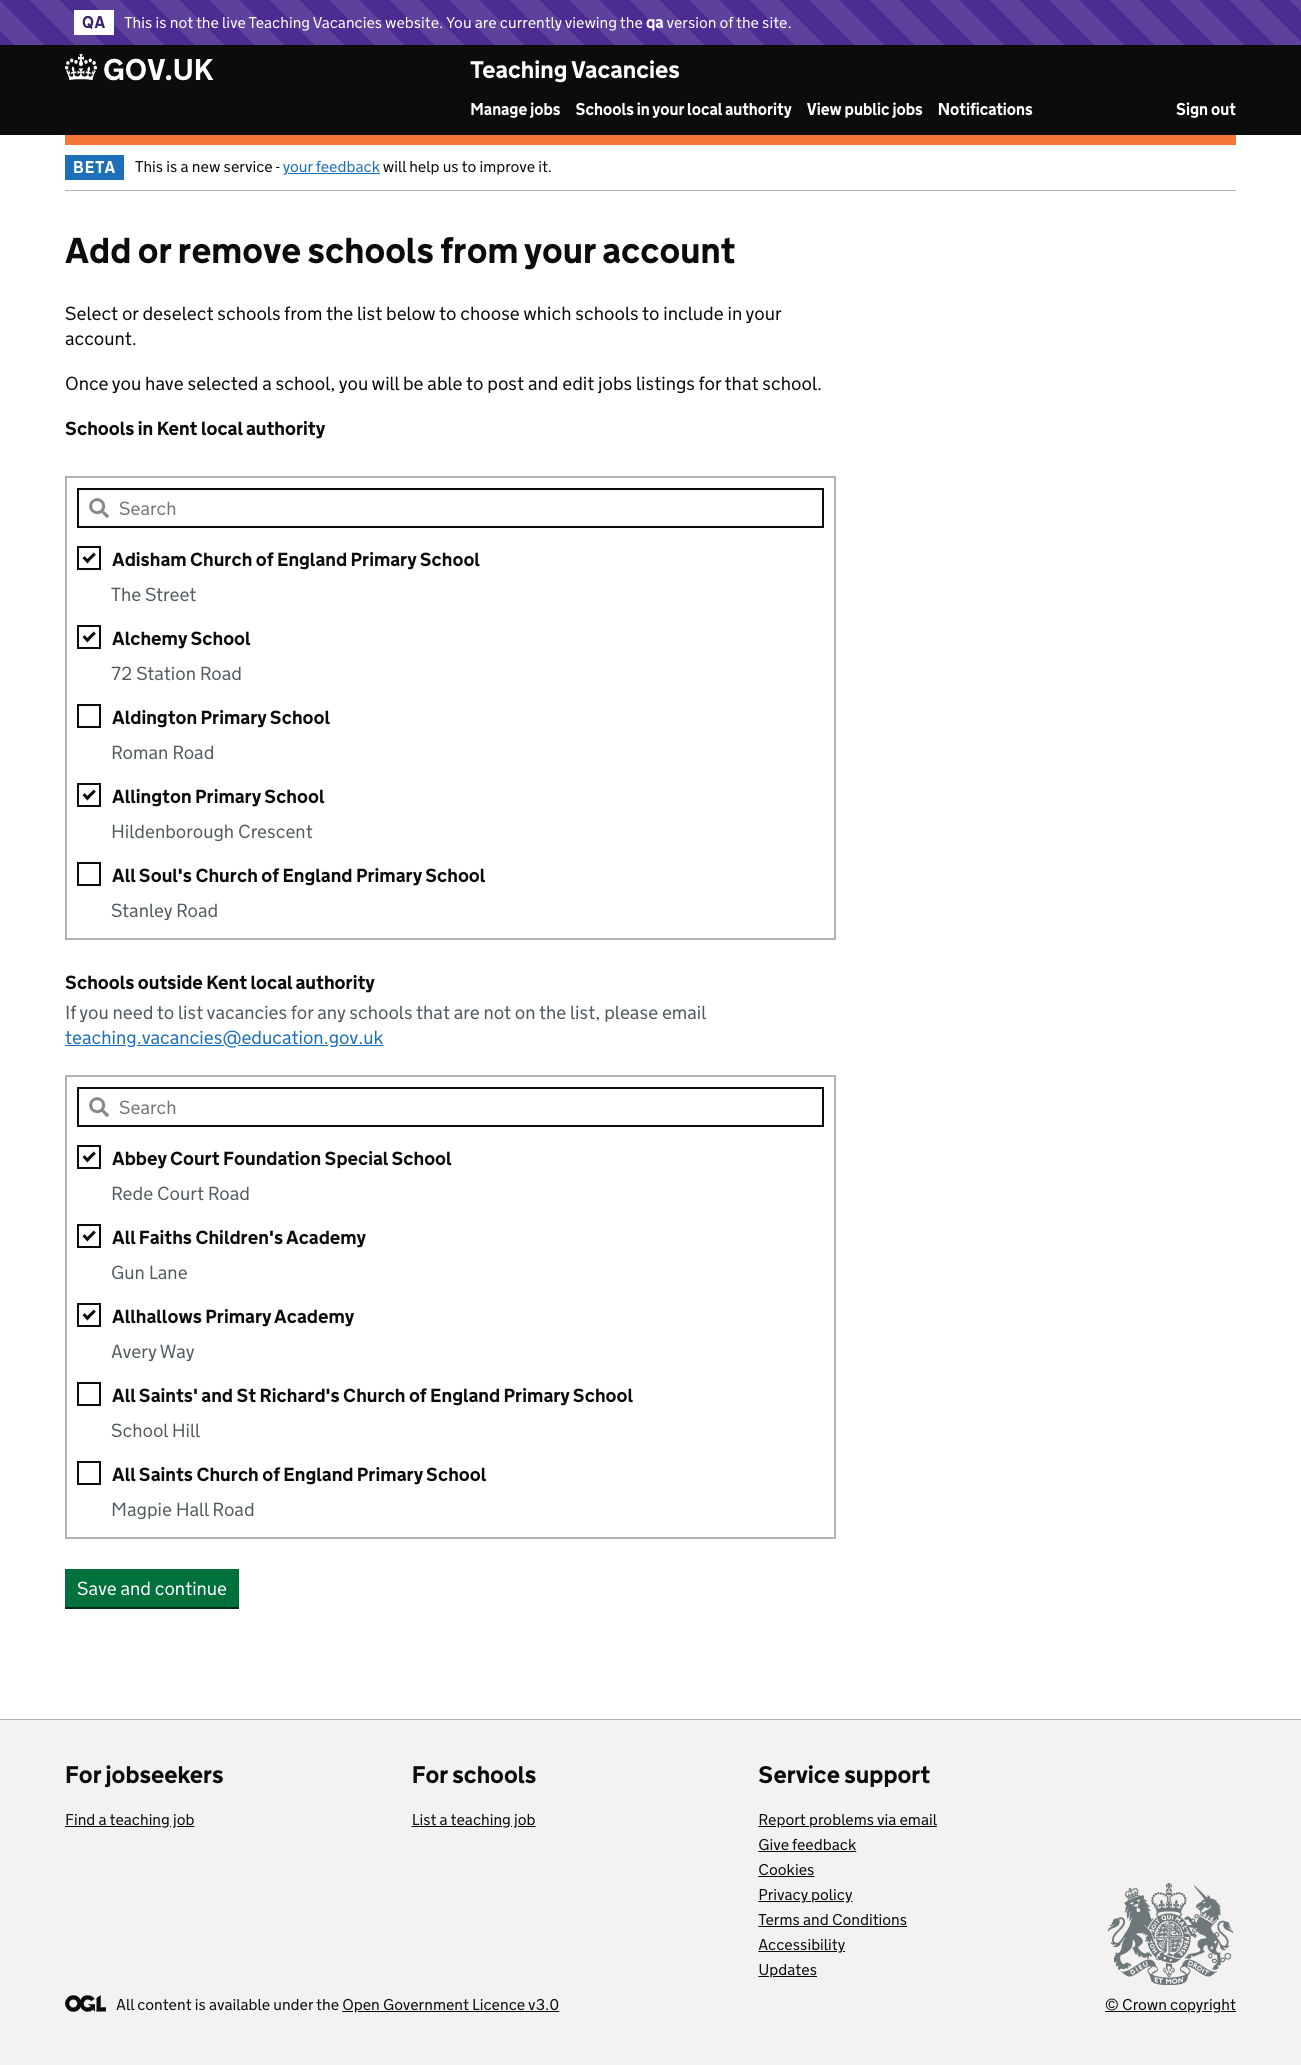 QA This is not the live Teaching Vacancies website. You are currently viewing the qa version of the site.
GOV.UK
Teaching Vacancies
Manage jobs Schools in your local authority View public jobs Notifications Sign out
BETA This is a new service - your feedback will help us to improve it.
Add or remove schools from your account
Select or deselect schools from the list below to choose which schools to include in your
account.
Once you have selected a school, you will be able to post and edit jobs listings for that school.
Schools in Kent local authority
Search
Adisham Church of England Primary School
The Street
Alchemy School
72 Station Road
Aldington Primary School
Roman Road
Allington Primary School
Hildenborough Crescent
All Soul's Church of England Primary School
Stanley Road
Schools outside Kent local authority
If you need to list vacancies for any schools that are not on the list, please email
teaching.vacancies@education.gov.uk
Search
Abbey Court Foundation Special School
Rede Court Road
All Faiths Children's Academy
Gun Lane
Allhallows Primary Academy
Avery Way
All Saints' and St Richard's Church of England Primary School
School Hill
All Saints Church of England Primary School
Magpie Hall Road
Save and continue
For jobseekers
Find a teaching job
For schools
List a teaching job
Service support
Report problems via email
Give feedback
Cookies
Privacy policy
Terms and Conditions
Accessibility
Updates
DIEU ET MON DROIT
OGL All content is available under the Open Government Licence v3.0
© Crown copyright